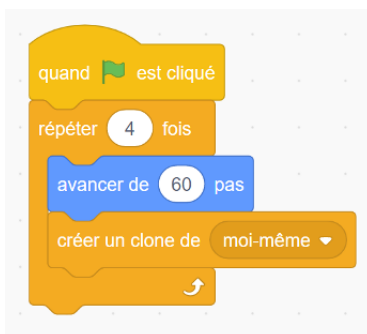 quand est cliqué
répéter 4 fois
avancer de 60 pas
créer un clone de moi-même